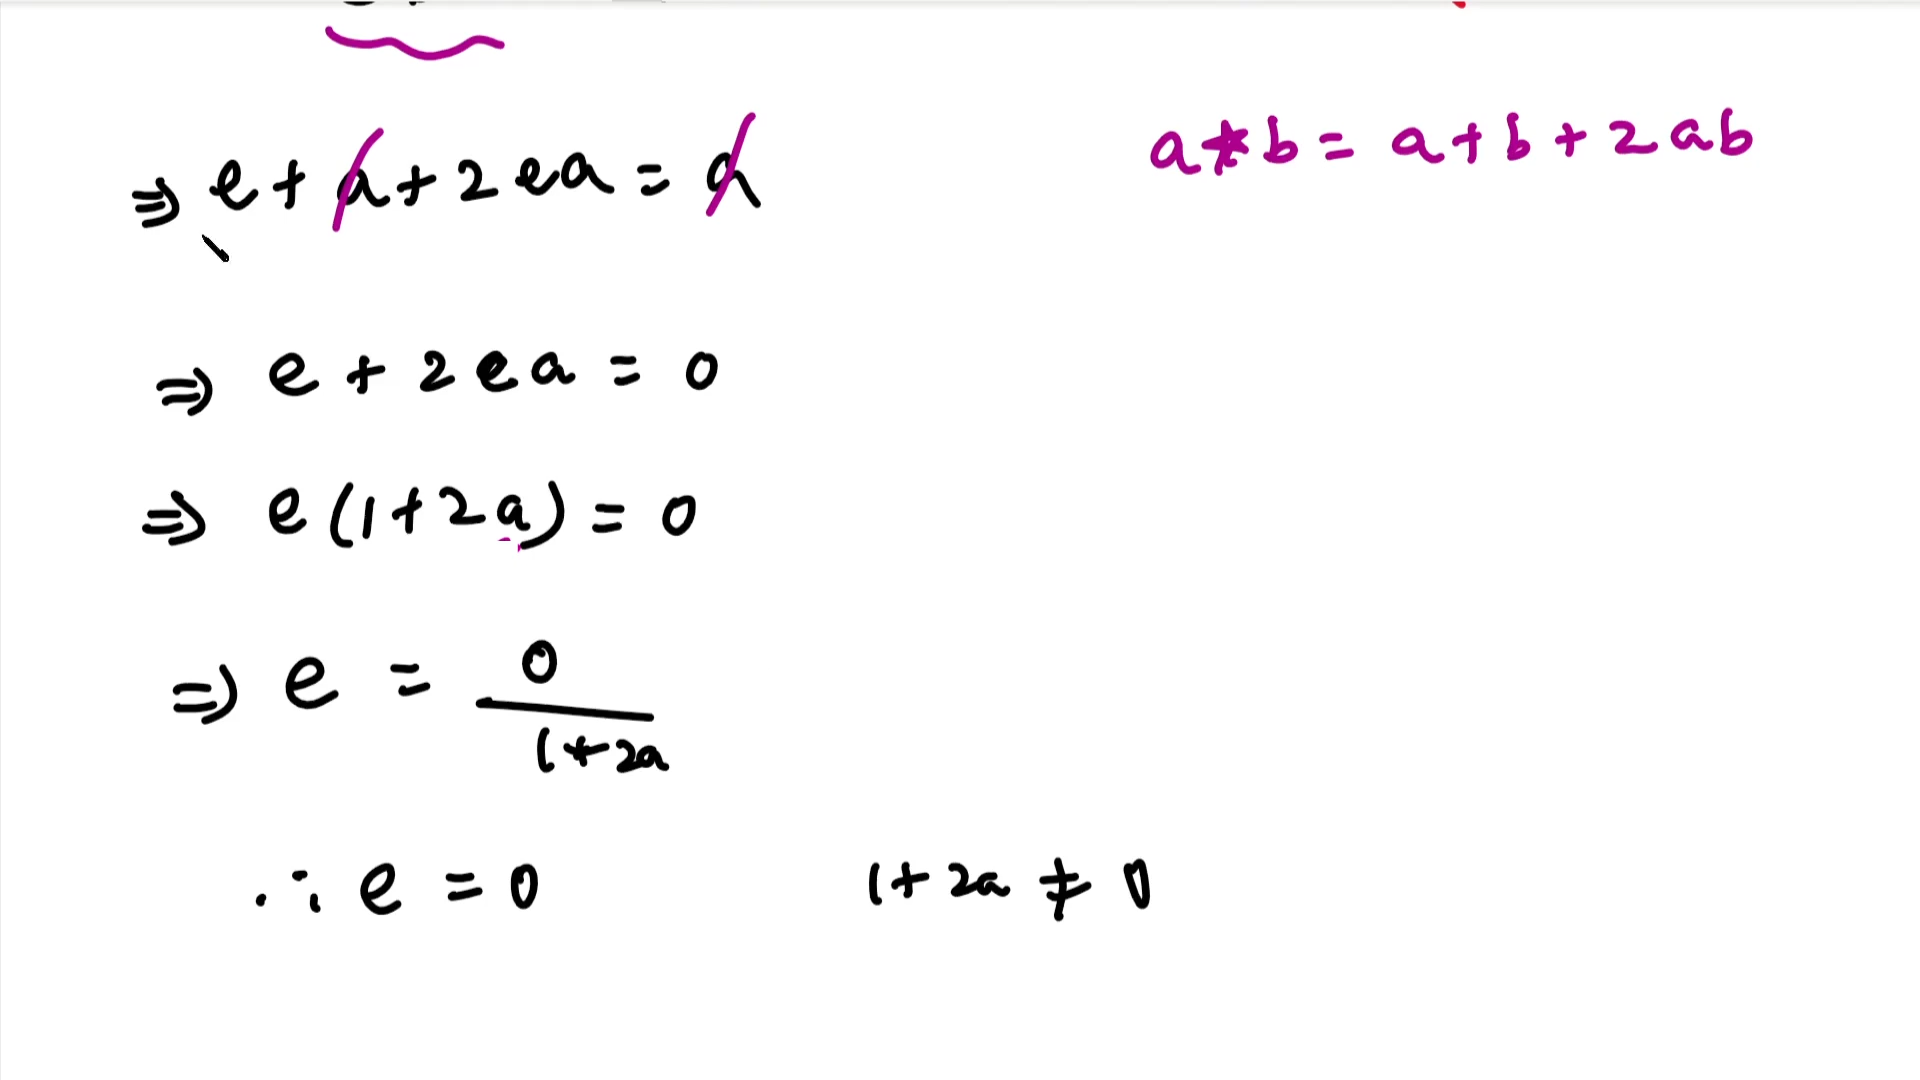 ⇒ e + a + 2ea = a
a * b = a + b + 2ab
⇒ e + 2ea = 0
⇒ e(1+2a) = 0
⇒ e = 0/(1+2a)
∴ e = 0
1 + 2a ≠ 0